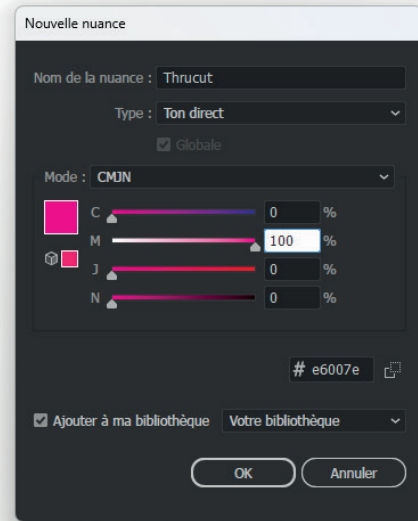 Nouvelle nuance
Nom de la nuance : Thrucut
Type : Ton direct
Globale
Mode : CMJN
C 0 %
M 100 %
J 0 %
N 0 %
# e6007e
Ajouter à ma bibliothèque Votre bibliothèque
OK Annuler